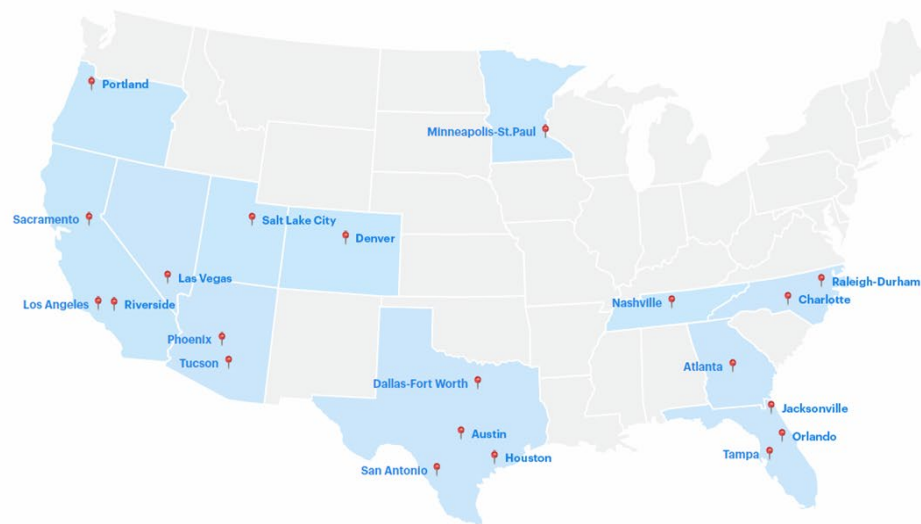 Portland
Minneapolis-St.Paul
Sacramento
Salt Lake City
Denver
Las Vegas
Raleigh-Durham
Los Angeles
Riverside
Nashville
Charlotte
Phoenix
Tucson
Atlanta
Dallas-Fort Worth
Jacksonville
Austin
Orlando
Houston
Tampa
San Antonio